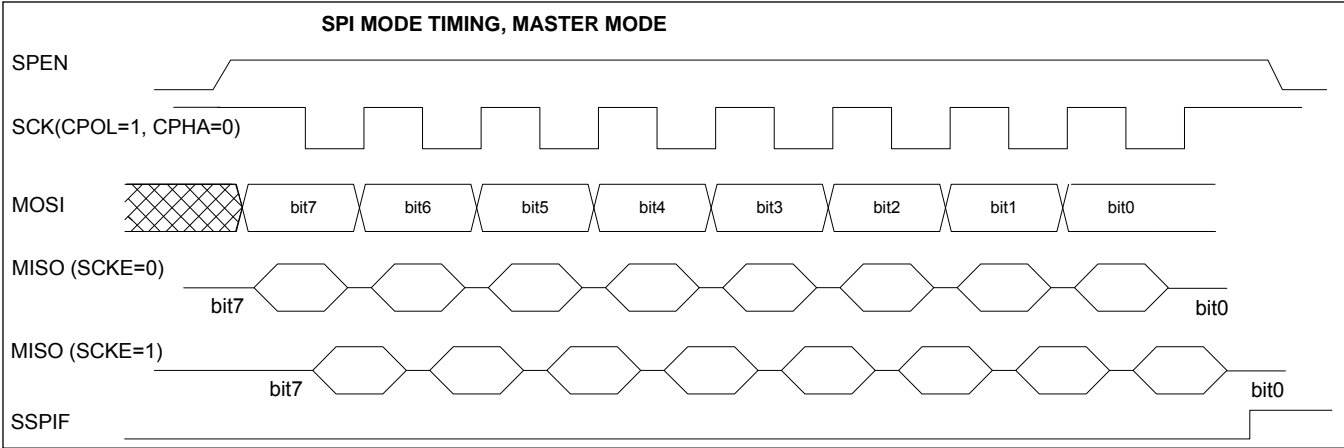 SPI MODE TIMING, MASTER MODE
SPEN
SCK(CPOL=1, CPHA=0)
MOSI
bit7 bit6 bit5 bit4 bit3 bit2 bit1 bit0
MISO (SCKE=0)
bit7 bit0
MISO (SCKE=1)
bit7 bit0
SSPIF